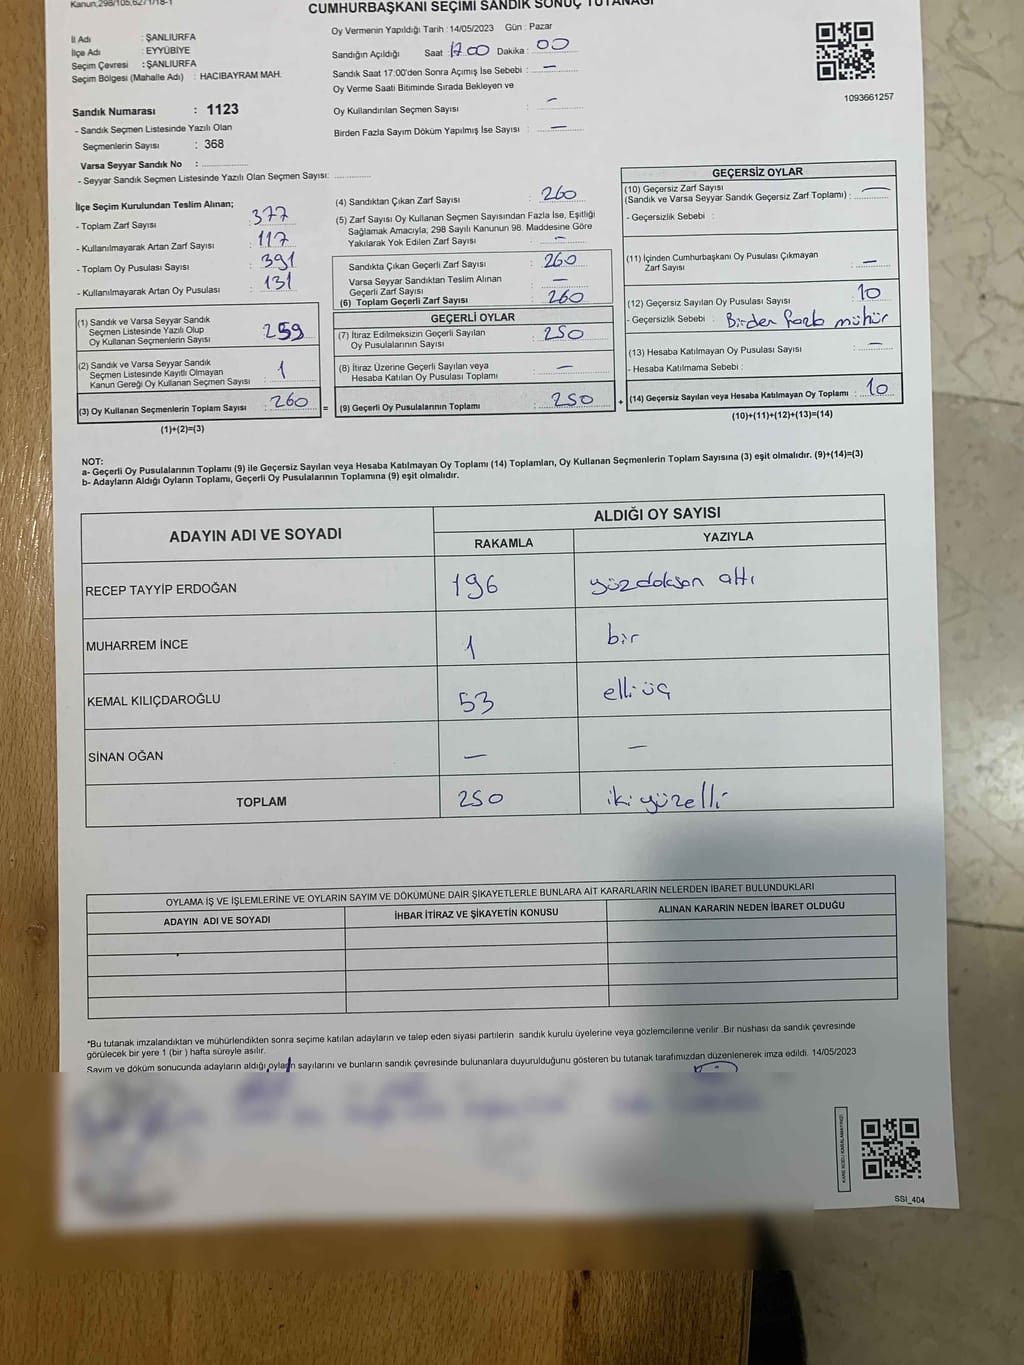 Kanun,298/105,6271/18-1
CUMHURBAŞKANI SEÇİMİ SANDIK SONUÇ TUTANAĞI
İl Adı : ŞANLIURFA
İlçe Adı : EYYÜBİYE
Seçim Çevresi : ŞANLIURFA
Seçim Bölgesi (Mahalle Adı) : HACIBAYRAM MAH.
Oy Vermenin Yapıldığı Tarih :14/05/2023 Gün : Pazar
Sandığın Açıldığı Saat 17.00 Dakika : 00
Sandık Saat 17:00'den Sonra Açımış İse Sebebi : —
Oy Verme Saati Bitiminde Sırada Bekleyen ve
Oy Kullandırılan Seçmen Sayısı : —
Birden Fazla Sayım Döküm Yapılmış İse Sayısı : —
1093661257
Sandık Numarası : 1123
- Sandık Seçmen Listesinde Yazılı Olan
Seçmenlerin Sayısı : 368
Varsa Seyyar Sandık No :
- Seyyar Sandık Seçmen Listesinde Yazılı Olan Seçmen Sayısı:
İlçe Seçim Kurulundan Teslim Alınan;
- Toplam Zarf Sayısı : 377
- Kullanılmayarak Artan Zarf Sayısı : 117
- Toplam Oy Pusulası Sayısı : 391
- Kullanılmayarak Artan Oy Pusulası : 131
(1) Sandık ve Varsa Seyyar Sandık
Seçmen Listesinde Yazılı Olup
Oy Kullanan Seçmenlerin Sayısı : 259
(2) Sandık ve Varsa Seyyar Sandık
Seçmen Listesinde Kayıtlı Olmayan
Kanun Gereği Oy Kullanan Seçmen Sayısı : 1
(3) Oy Kullanan Seçmenlerin Toplam Sayısı : 260 =
(1)+(2)=(3)
(4) Sandıktan Çıkan Zarf Sayısı : 260
(5) Zarf Sayısı Oy Kullanan Seçmen Sayısından Fazla İse, Eşitliği
Sağlamak Amacıyla, 298 Sayılı Kanunun 98. Maddesine Göre
Yakılarak Yok Edilen Zarf Sayısı : —
Sandıkta Çıkan Geçerli Zarf Sayısı : 260
Varsa Seyyar Sandıktan Teslim Alınan
Geçerli Zarf Sayısı : —
(6) Toplam Geçerli Zarf Sayısı : 260
GEÇERLİ OYLAR
(7) İtiraz Edilmeksizin Geçerli Sayılan
Oy Pusulalarının Sayısı : 250
(8) İtiraz Üzerine Geçerli Sayılan veya
Hesaba Katılan Oy Pusulası Toplamı : —
(9) Geçerli Oy Pusulalarının Toplamı : 250 +
GEÇERSİZ OYLAR
(10) Geçersiz Zarf Sayısı
(Sandık ve Varsa Seyyar Sandık Geçersiz Zarf Toplamı) : —
- Geçersizlik Sebebi :
(11) İçinden Cumhurbaşkanı Oy Pusulası Çıkmayan
Zarf Sayısı : —
(12) Geçersiz Sayılan Oy Pusulası Sayısı : 10
- Geçersizlik Sebebi : Birden fazla mühür
(13) Hesaba Katılmayan Oy Pusulası Sayısı : —
- Hesaba Katılmama Sebebi :
(14) Geçersiz Sayılan veya Hesaba Katılmayan Oy Toplamı : 10
(10)+(11)+(12)+(13)=(14)
NOT:
a- Geçerli Oy Pusulalarının Toplamı (9) ile Geçersiz Sayılan veya Hesaba Katılmayan Oy Toplamı (14) Toplamları, Oy Kullanan Seçmenlerin Toplam Sayısına (3) eşit olmalıdır. (9)+(14)=(3)
b- Adayların Aldığı Oyların Toplamı, Geçerli Oy Pusulalarının Toplamına (9) eşit olmalıdır.
ADAYIN ADI VE SOYADI ALDIĞI OY SAYISI
RAKAMLA YAZIYLA
RECEP TAYYİP ERDOĞAN 196 yüzdoksan altı
MUHARREM İNCE 1 bir
KEMAL KILIÇDAROĞLU 53 elli üç
SİNAN OĞAN — —
TOPLAM 250 iki yüzelli
OYLAMA İŞ VE İŞLEMLERİNE VE OYLARIN SAYIM VE DÖKÜMÜNE DAİR ŞİKAYETLERLE BUNLARA AİT KARARLARIN NELERDEN İBARET BULUNDUKLARI
ADAYIN ADI VE SOYADI İHBAR İTİRAZ VE ŞİKAYETİN KONUSU ALINAN KARARIN NEDEN İBARET OLDUĞU
*Bu tutanak imzalandıktan ve mühürlendikten sonra seçime katılan adayların ve talep eden siyasi partilerin sandık kurulu üyelerine veya gözlemcilerine verilir .Bir nüshası da sandık çevresinde
görülecek bir yere 1 (bir ) hafta süreyle asılır.
Sayım ve döküm sonucunda adayların aldığı oyların sayılarını ve bunların sandık çevresinde bulunanlara duyurulduğunu gösteren bu tutanak tarafımızdan düzenlenerek imza edildi. 14/05/2023
SSI_404